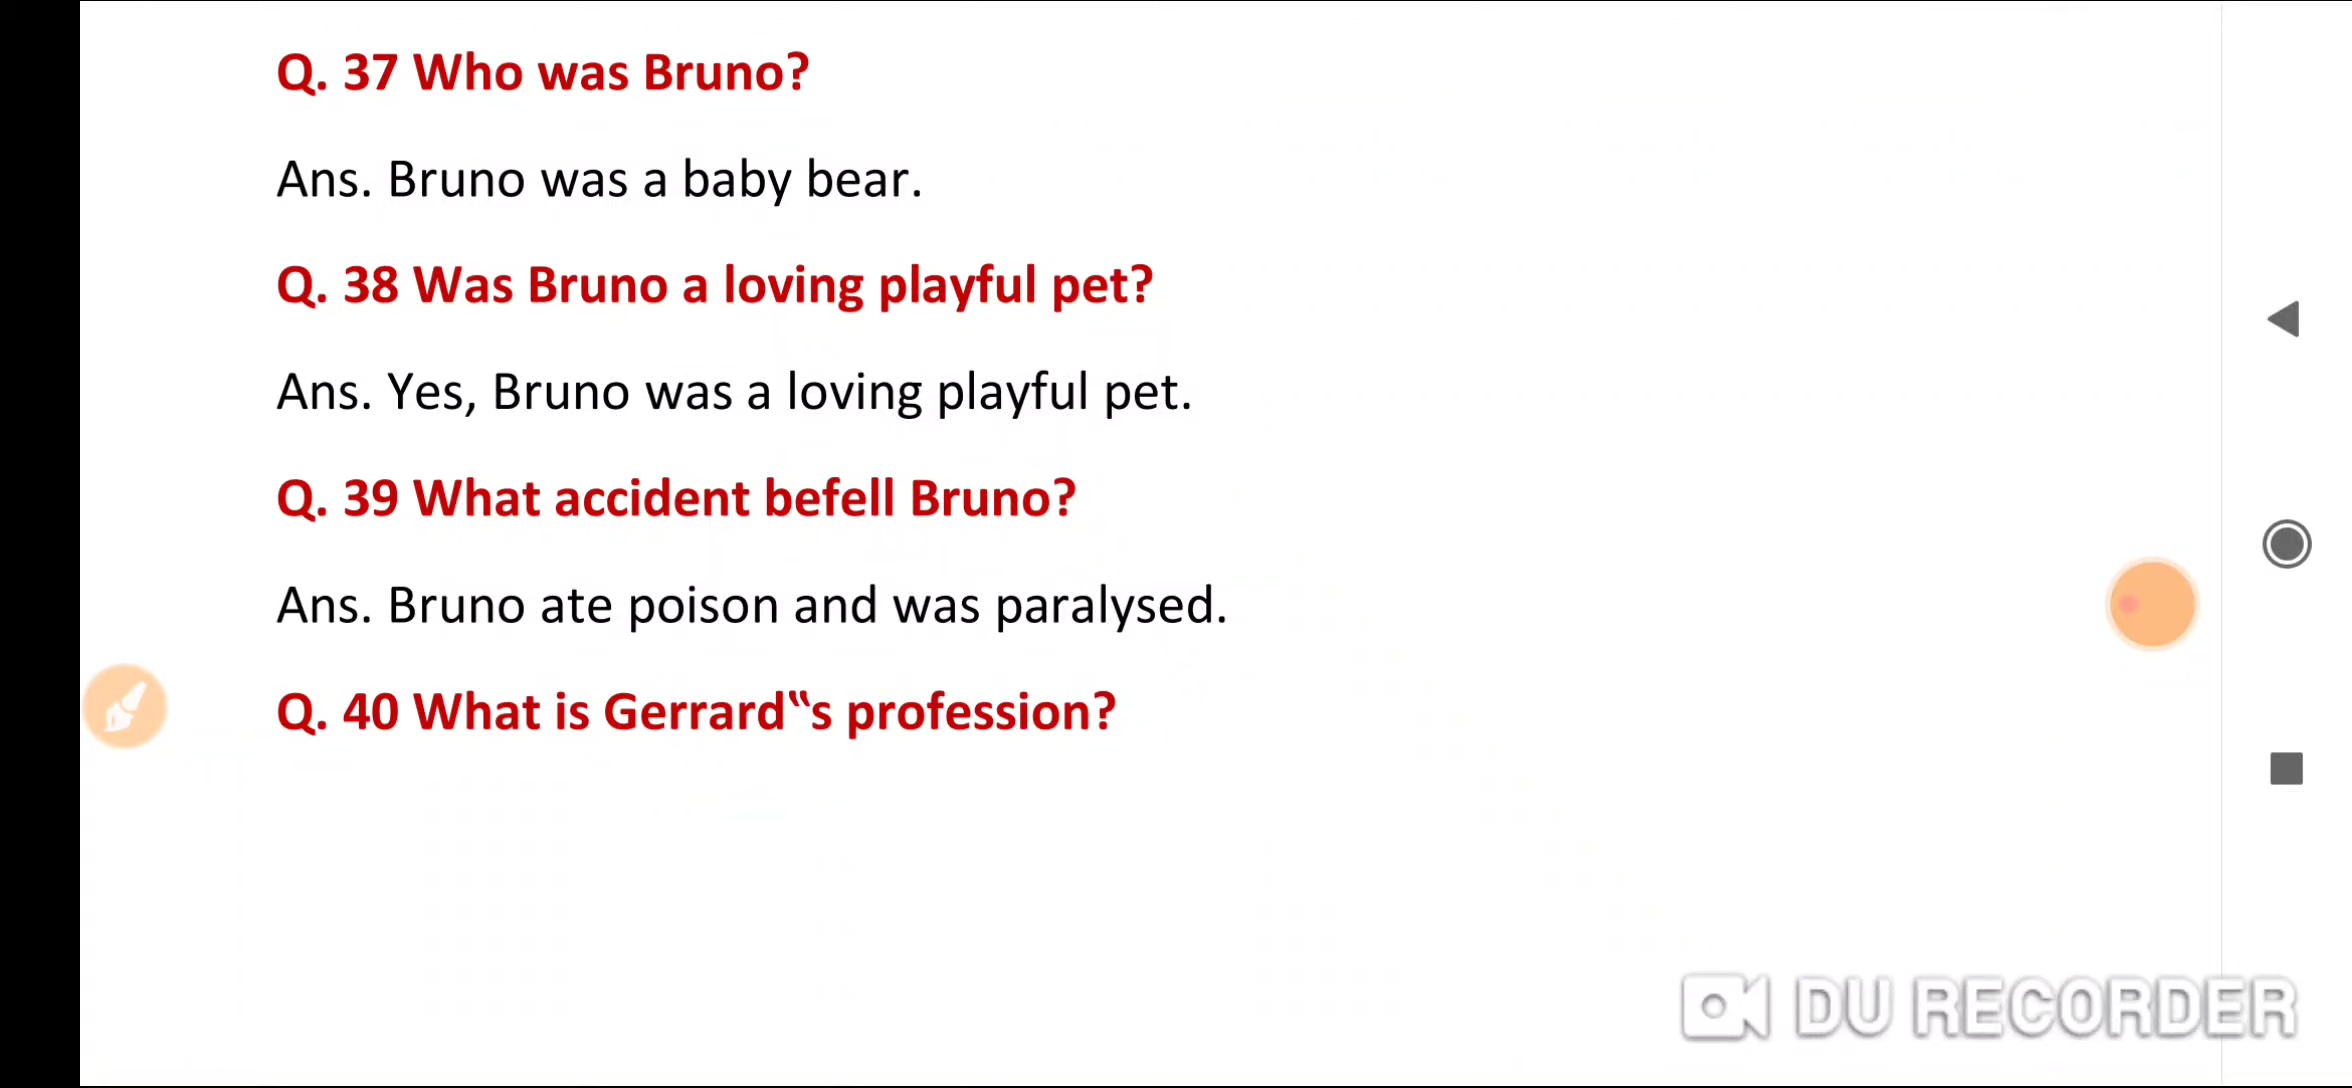 Q. 37 Who was Bruno?
Ans. Bruno was a baby bear.
Q. 38 Was Bruno a loving playful pet?
Ans. Yes, Bruno was a loving playful pet.
Q. 39 What accident befell Bruno?
Ans. Bruno ate poison and was paralysed.
Q. 40 What is Gerrard‟s profession?
DU RECORDER